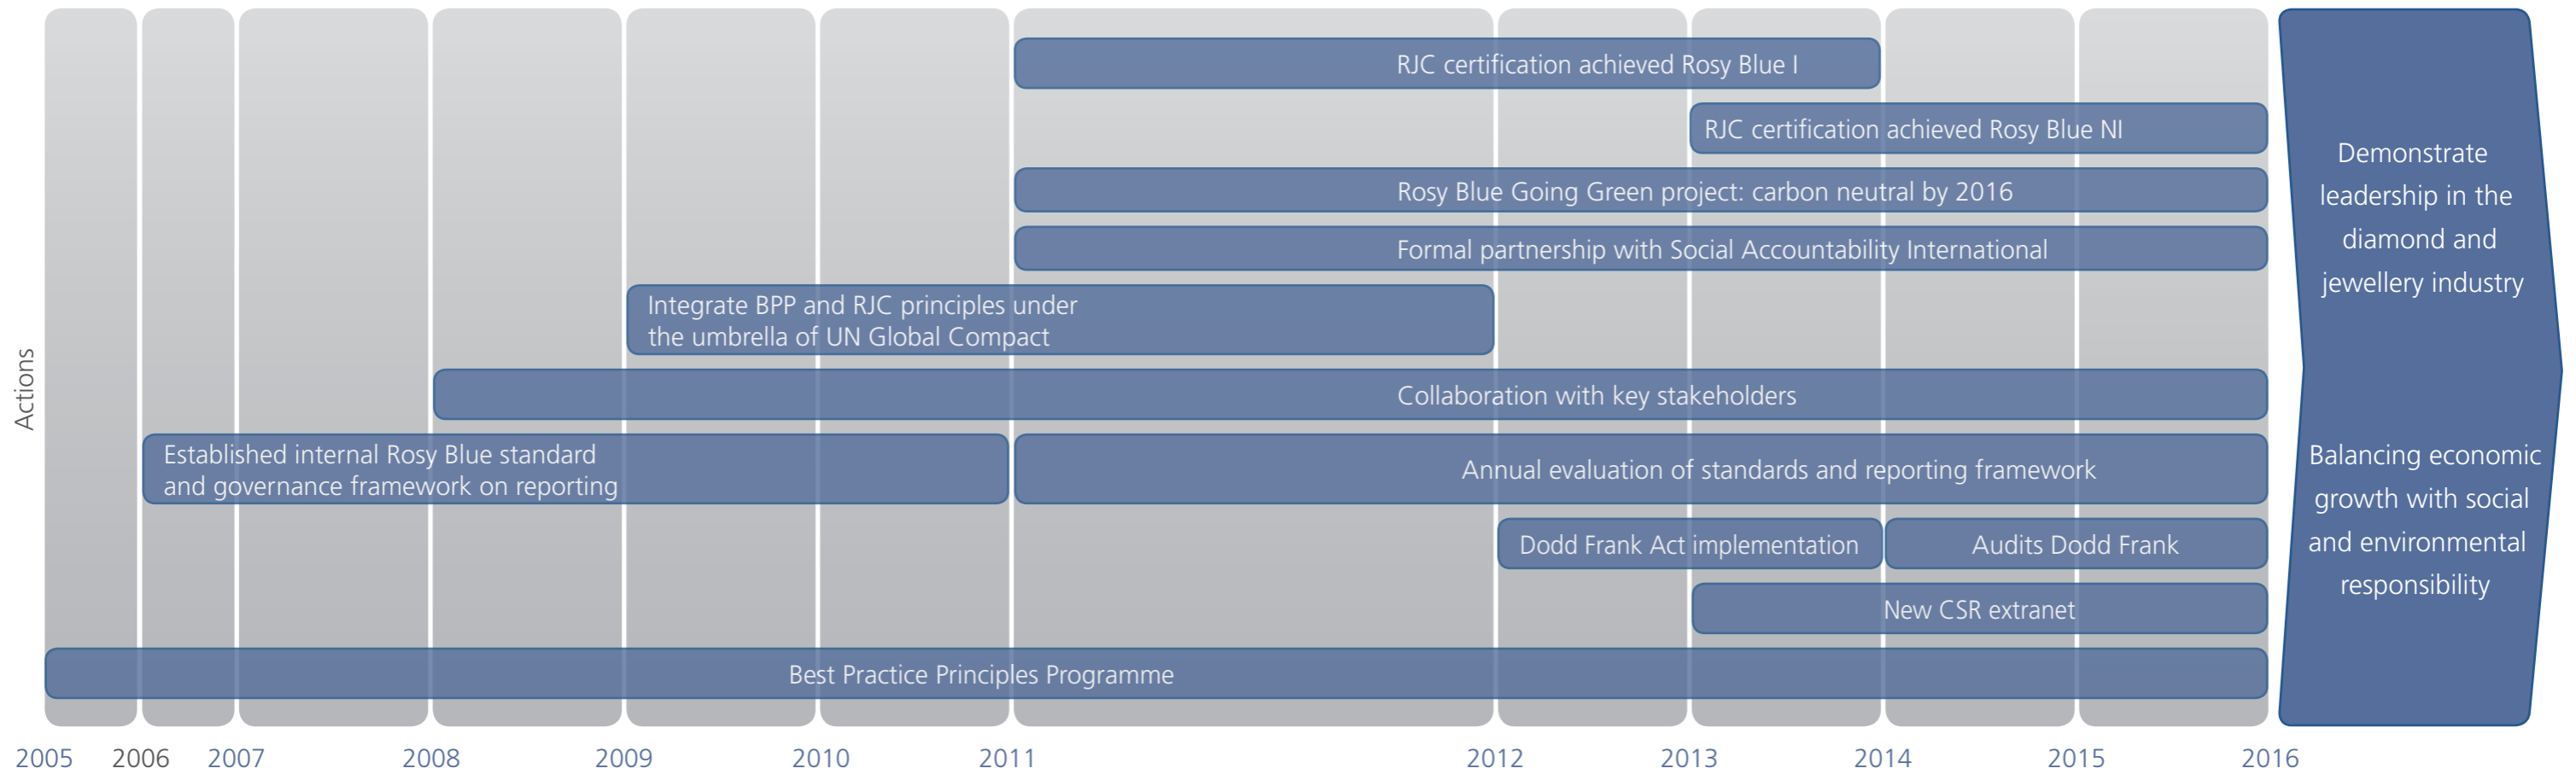 RJC certification achieved Rosy Blue I
RJC certification achieved Rosy Blue NI
Rosy Blue Going Green project: carbon neutral by 2016
Formal partnership with Social Accountability International
Integrate BPP and RJC principles under
the umbrella of UN Global Compact
Collaboration with key stakeholders
Established internal Rosy Blue standard
and governance framework on reporting
Annual evaluation of standards and reporting framework
Dodd Frank Act implementation
Audits Dodd Frank
New CSR extranet
Best Practice Principles Programme
Actions
Demonstrate
leadership in the
diamond and
jewellery industry
Balancing economic
growth with social
and environmental
responsibility
2005 2006 2007 2008 2009 2010 2011 2012 2013 2014 2015 2016